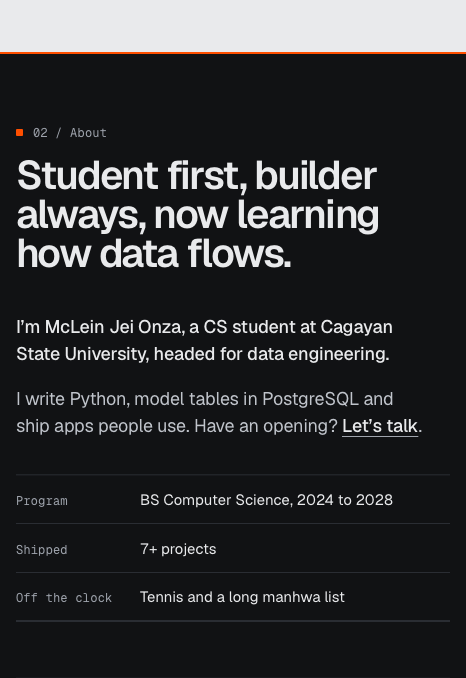 02 / About
Student first, builder
always, now learning
how data flows.
I’m McLein Jei Onza, a CS student at Cagayan
State University, headed for data engineering.
I write Python, model tables in PostgreSQL and
ship apps people use. Have an opening? Let’s talk.
Program BS Computer Science, 2024 to 2028
Shipped 7+ projects
Off the clock Tennis and a long manhwa list